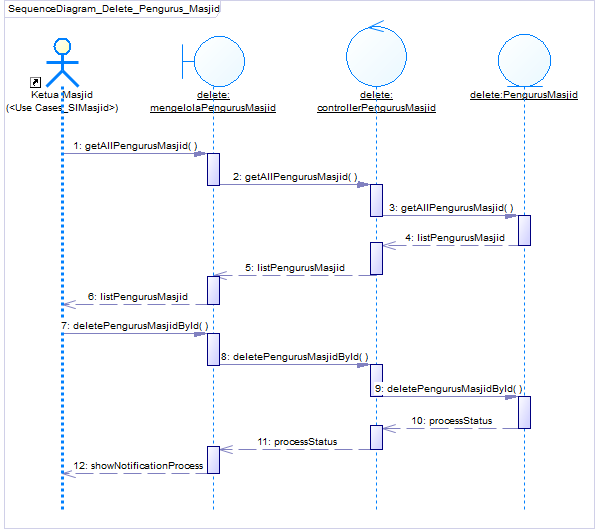 SequenceDiagram_Delete_Pengurus_Masjid
Ketua Masjid
(<Use Cases_SIMasjid>)
delete:
mengelolaPengurusMasjid
delete:
controllerPengurusMasjid
delete:PengurusMasjid
1: getAllPengurusMasjid( )
2: getAllPengurusMasjid( )
3: getAllPengurusMasjid( )
4: listPengurusMasjid
5: listPengurusMasjid
6: listPengurusMasjid
7: deletePengurusMasjidById( )
8: deletePengurusMasjidById( )
9: deletePengurusMasjidById( )
10: processStatus
11: processStatus
12: showNotificationProcess